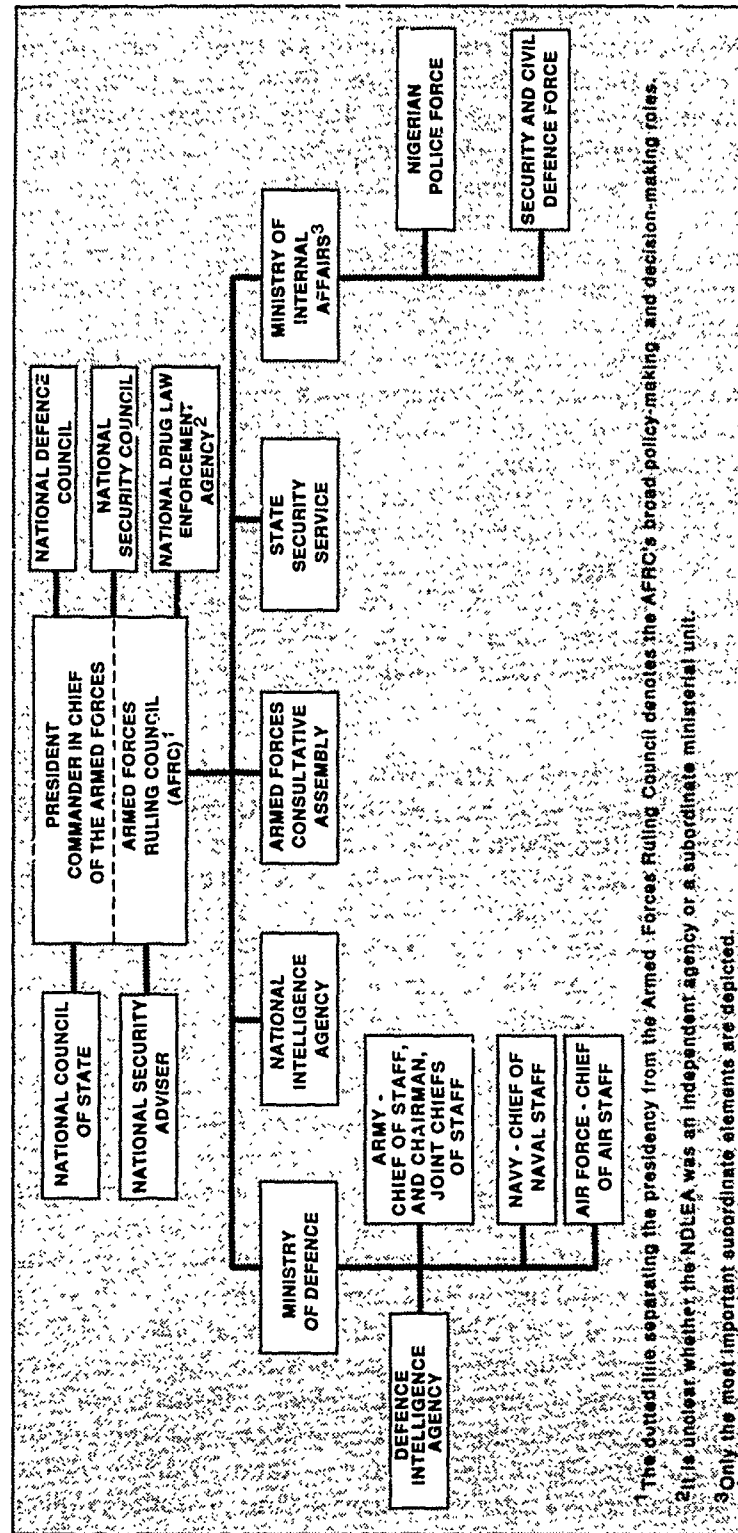 PRESIDENT
COMMANDER IN CHIEF
OF THE ARMED FORCES
ARMED FORCES
RULING COUNCIL
(AFRC)1
NATIONAL COUNCIL
OF STATE
NATIONAL SECURITY
ADVISER
NATIONAL DEFENCE
COUNCIL
NATIONAL
SECURITY COUNCIL
NATIONAL DRUG LAW
ENFORCEMENT
AGENCY2
MINISTRY
OF DEFENCE
NATIONAL
INTELLIGENCE
AGENCY
ARMED FORCES
CONSULTATIVE
ASSEMBLY
STATE
SECURITY
SERVICE
MINISTRY OF
INTERNAL
AFFAIRS3
DEFENCE
INTELLIGENCE
AGENCY
ARMY -
CHIEF OF STAFF,
AND CHAIRMAN,
JOINT CHIEFS
OF STAFF
NAVY - CHIEF OF
NAVAL STAFF
AIR FORCE - CHIEF
OF AIR STAFF
NIGERIAN
POLICE FORCE
SECURITY AND CIVIL
DEFENCE FORCE
1The dotted line separating the presidency from the Armed Forces Ruling Council denotes the AFRC's broad policy-making and decision-making roles.
2It is unclear whether the NDLEA was an independent agency or a subordinate ministerial unit.
3Only the most important subordinate elements are depicted.